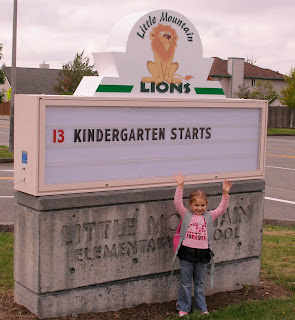 Little Mountain
LIONS
13 KINDERGARTEN STARTS
LITTLE MOUNTAIN
ELEMENTARY SCHOOL